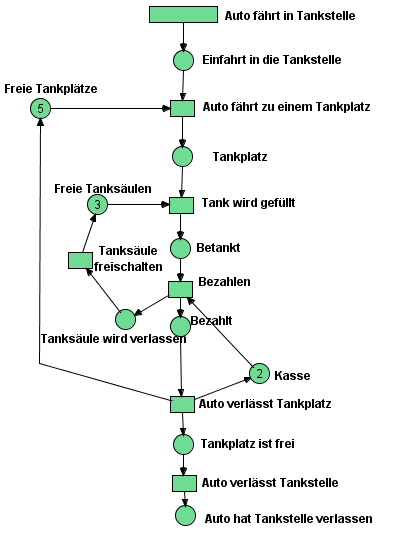 Auto fährt in Tankstelle
Einfahrt in die Tankstelle
Freie Tankplätze
5
Auto fährt zu einem Tankplatz
Tankplatz
Freie Tanksäulen
3
Tank wird gefüllt
Betankt
Tanksäule
freischalten
Bezahlen
Bezahlt
Tanksäule wird verlassen
2
Kasse
Auto verlässt Tankplatz
Tankplatz ist frei
Auto verlässt Tankstelle
Auto hat Tankstelle verlassen